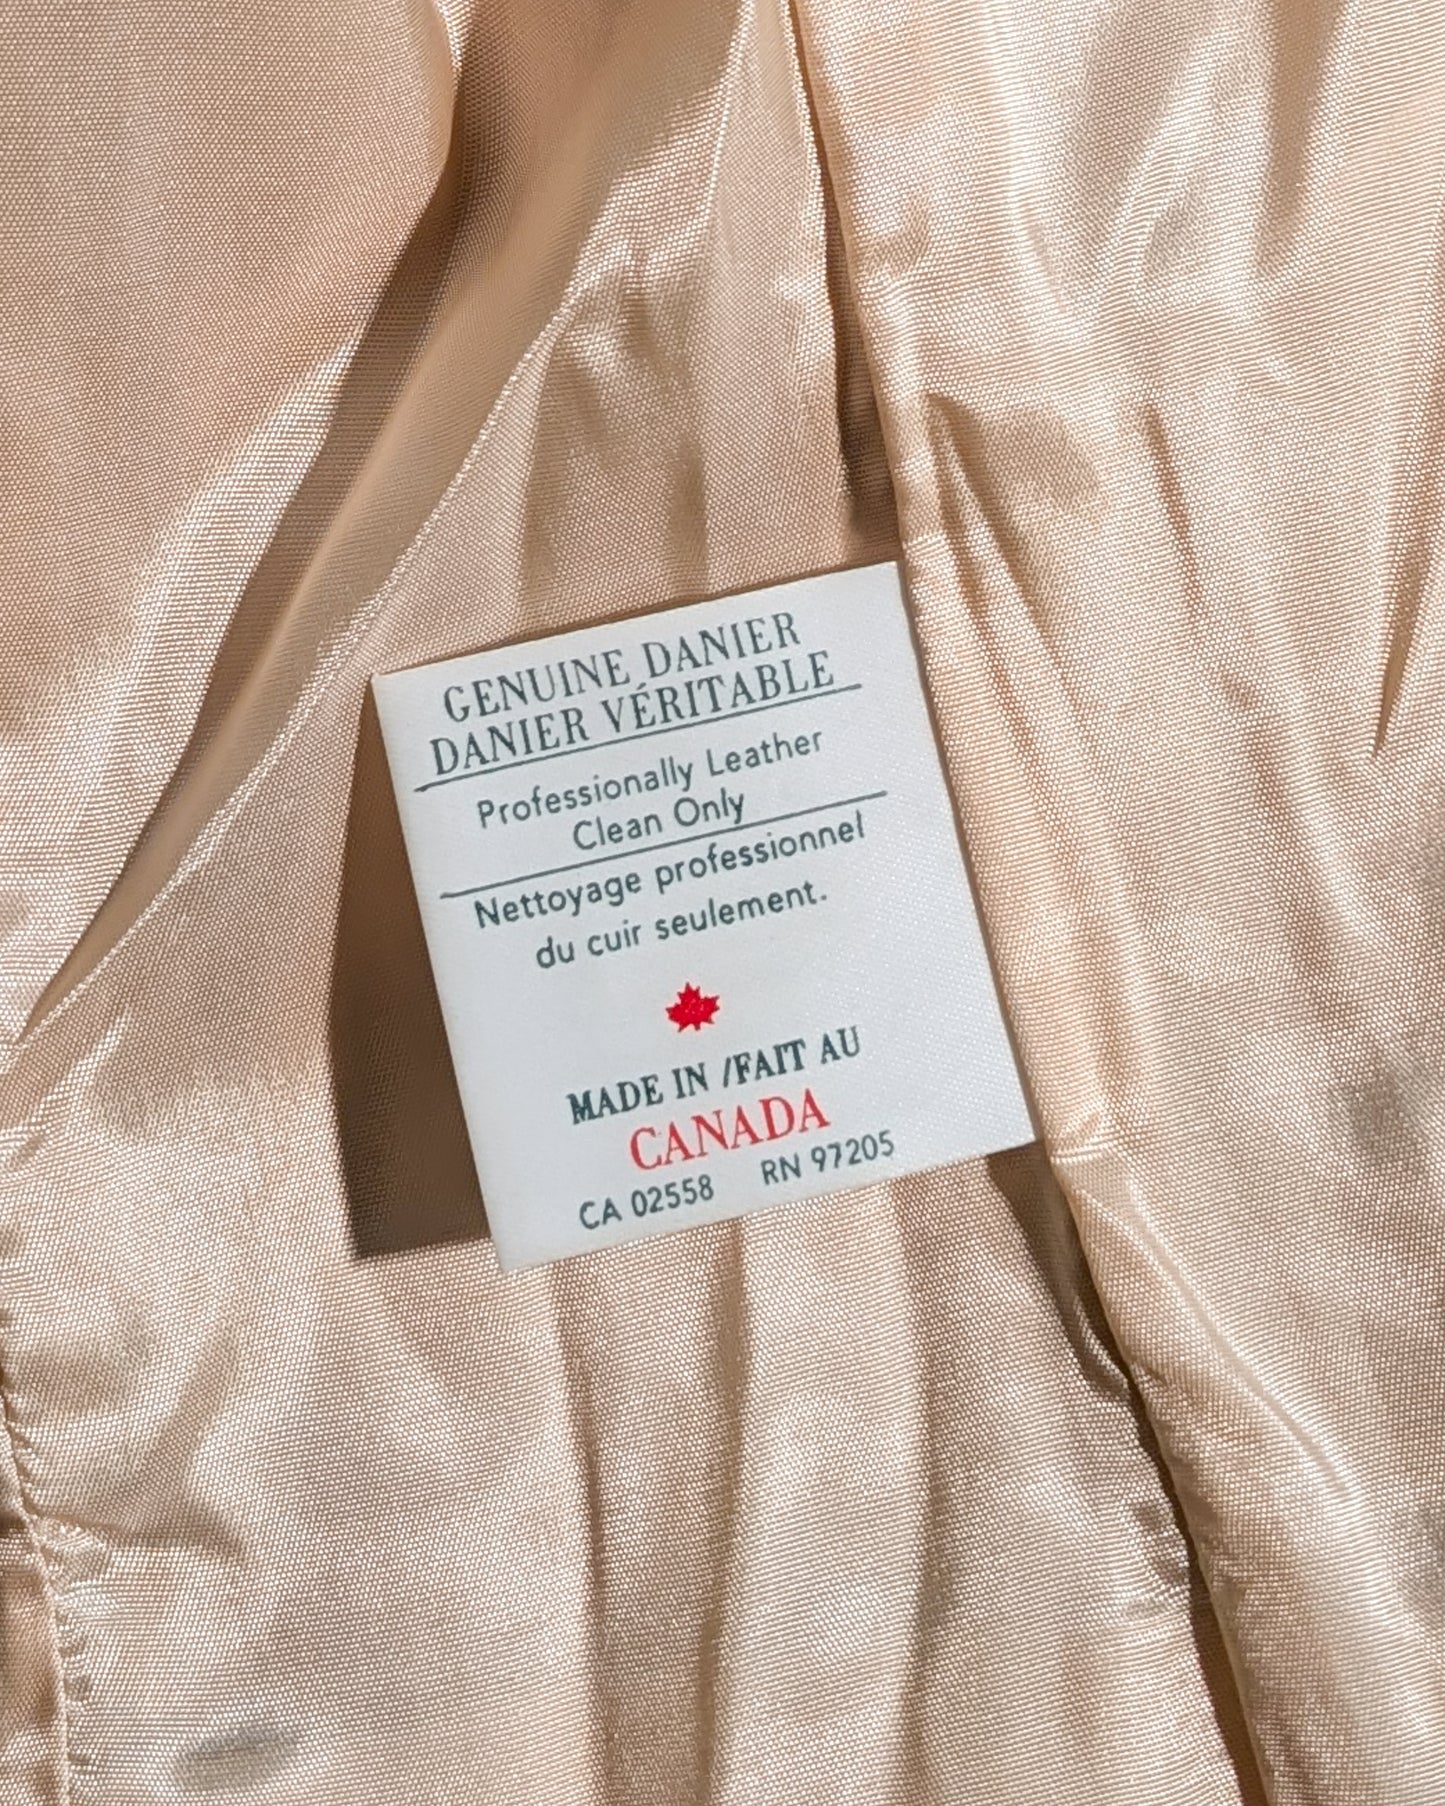 GENUINE DANIER
DANIER VÉRITABLE
Professionally Leather
Clean Only
Nettoyage professionnel
du cuir seulement.
MADE IN /FAIT AU
CANADA
CA 02558 RN 97205